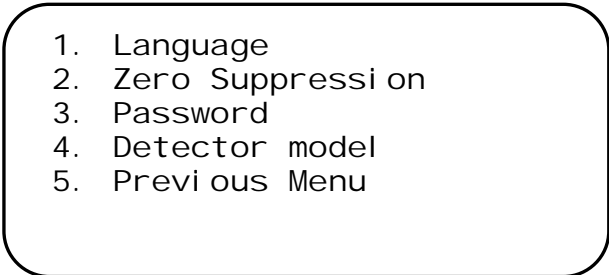 1. Language
2. Zero Suppression
3. Password
4. Detector model
5. Previous Menu